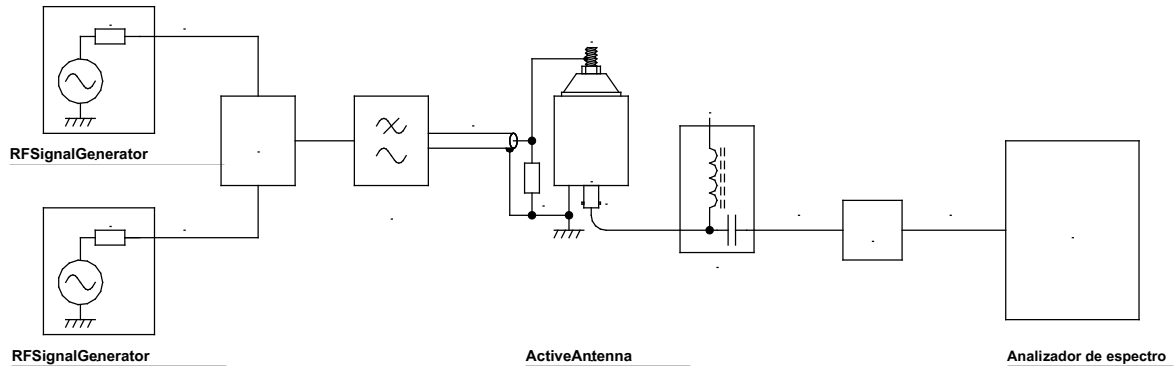 RFSignalGenerator
RFSignalGenerator
ActiveAntenna
Analizador de espectro